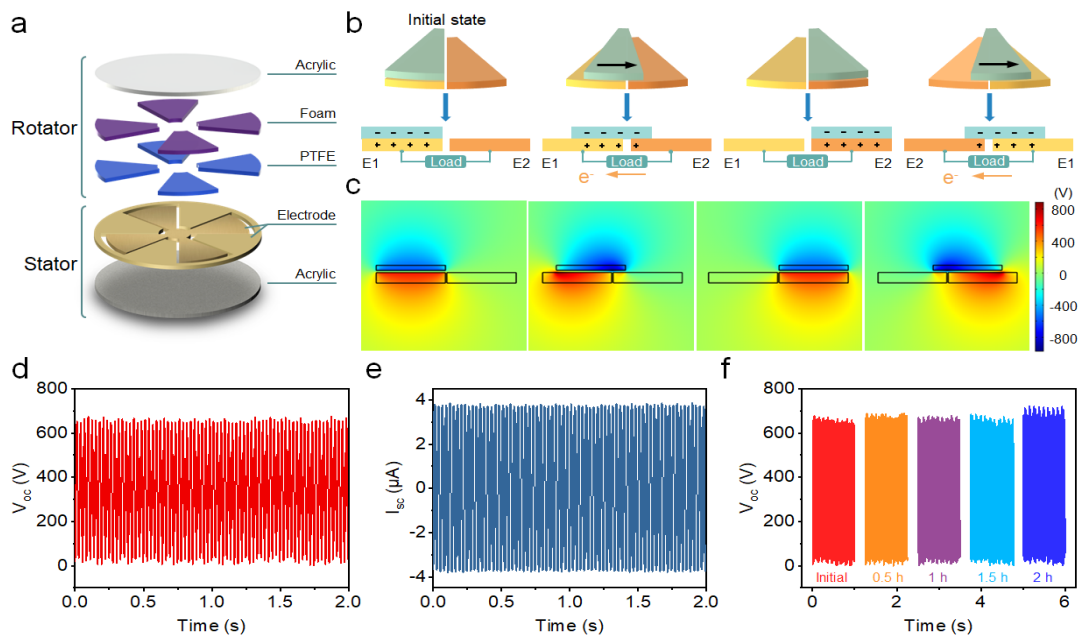 a
Rotator
Acrylic
Foam
PTFE
Stator
Electrode
Acrylic
b
Initial state
- - - -
+ + + +
E1
Load
E2
- - - -
+ + + +
E1
Load
E2
e-
- - - -
+ + + +
E1
Load
E2
- - - -
+ + + +
E2
Load
E1
e-
c
(V)
800
400
0
-400
-800
d
800
600
400
200
0
Voc (V)
0.0
0.5
1.0
1.5
2.0
Time (s)
e
4
2
0
-2
-4
Isc (μA)
0.0
0.5
1.0
1.5
2.0
Time (s)
f
800
600
400
200
0
Voc (V)
Initial
0.5 h
1 h
1.5 h
2 h
0
2
4
6
Time (s)